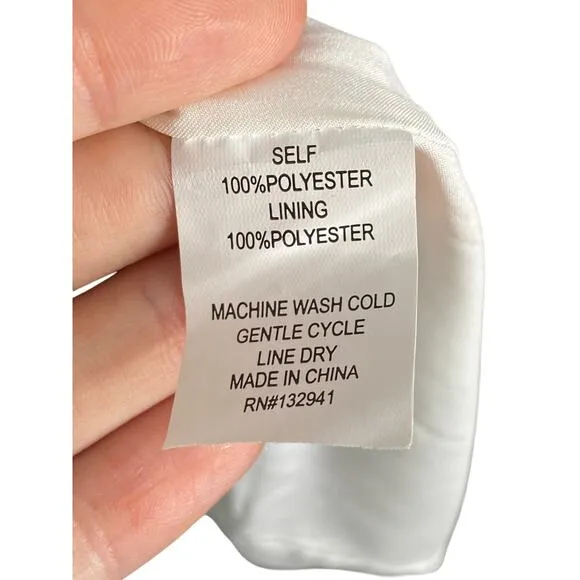 SELF
100%POLYESTER
LINING
100%POLYESTER
MACHINE WASH COLD
GENTLE CYCLE
LINE DRY
MADE IN CHINA
RN#132941